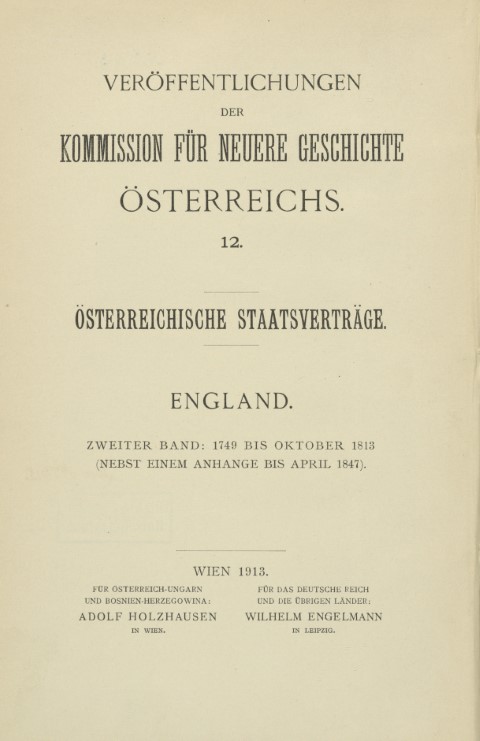 VERÖFFENTLICHUNGEN
DER
KOMMISSION FÜR NEUERE GESCHICHTE
ÖSTERREICHS.
12.
ÖSTERREICHISCHE STAATSVERTRÄGE.
ENGLAND.
ZWEITER BAND: 1749 BIS OKTOBER 1813
(NEBST EINEM ANHANGE BIS APRIL 1847).
WIEN 1913.
FÜR ÖSTERREICH-UNGARN
UND BOSNIEN-HERZEGOWINA:
ADOLF HOLZHAUSEN
IN WIEN.
FÜR DAS DEUTSCHE REICH
UND DIE ÜBRIGEN LÄNDER:
WILHELM ENGELMANN
IN LEIPZIG.